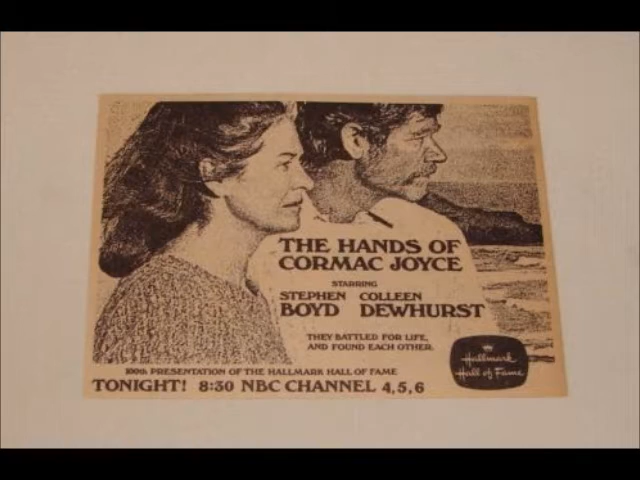 THE HANDS OF
CORMAC JOYCE
STARRING
STEPHEN COLLEEN
BOYD DEWHURST
THEY BATTLED FOR LIFE,
AND FOUND EACH OTHER.
Hallmark
Hall of Fame
100th PRESENTATION OF THE HALLMARK HALL OF FAME
TONIGHT! 8:30 NBC CHANNEL 4,5,6